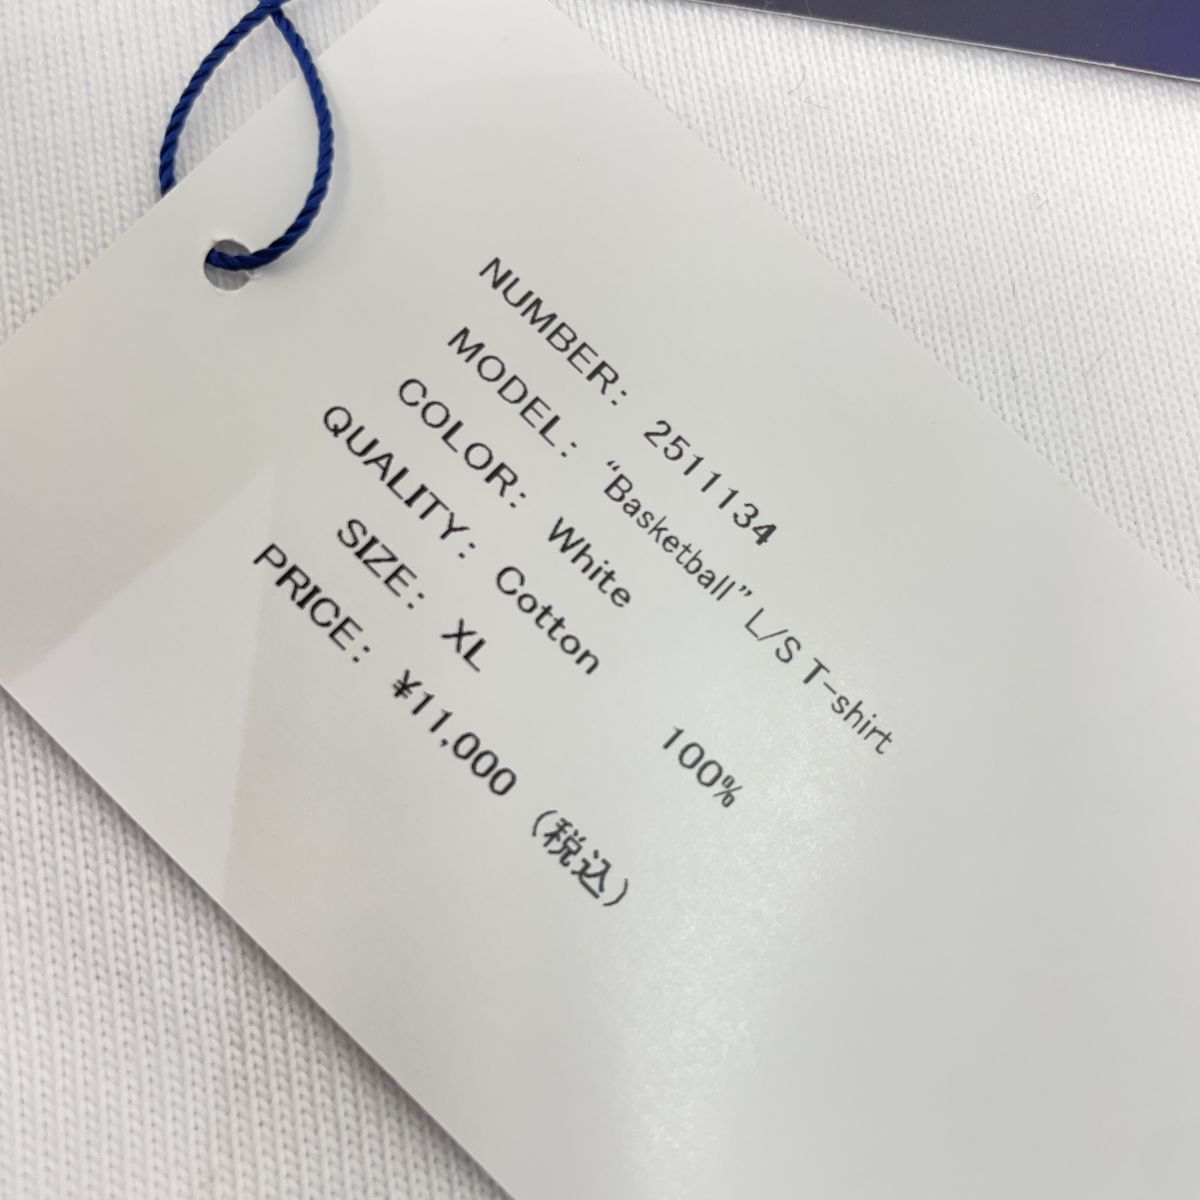 NUMBER: 2511134
MODEL: “Basketball” L/S T-shirt
COLOR: White
QUALITY: Cotton 100%
SIZE: XL
PRICE: ¥11,000 (税込)